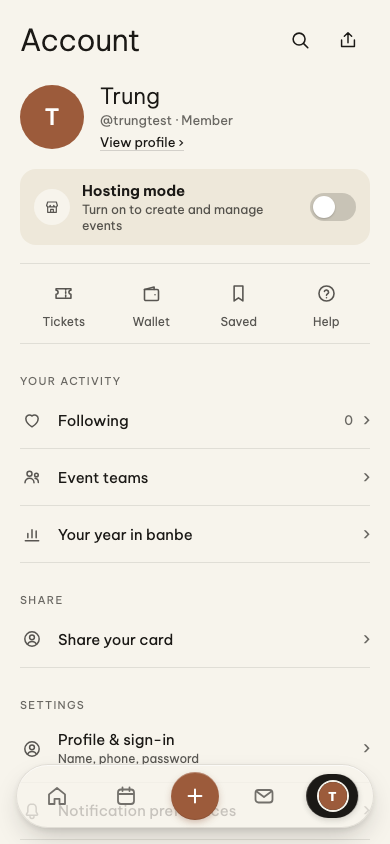 Account
T
Trung
@trungtest · Member
View profile ›
Hosting mode
Turn on to create and manage
events
Tickets
Wallet
Saved
Help
YOUR ACTIVITY
Following
0
Event teams
Your year in banbe
SHARE
Share your card
SETTINGS
Profile & sign-in
Name, phone, password
Notification preferences
T